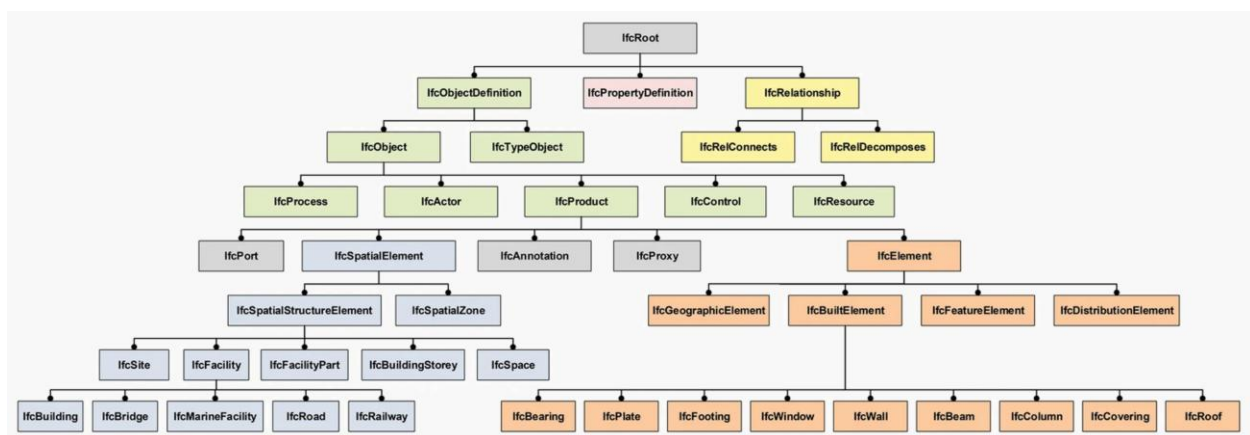 IfcRoot
IfcObjectDefinition IfcPropertyDefinition IfcRelationship
IfcObject IfcTypeObject IfcRelConnects IfcRelDecomposes
IfcProcess IfcActor IfcProduct IfcControl IfcResource
IfcPort IfcSpatialElement IfcAnnotation IfcProxy IfcElement
IfcSpatialStructureElement IfcSpatialZone IfcGeographicElement IfcBuiltElement IfcFeatureElement IfcDistributionElement
IfcSite IfcFacility IfcFacilityPart IfcBuildingStorey IfcSpace
IfcBuilding IfcBridge IfcMarineFacility IfcRoad IfcRailway IfcBearing IfcPlate IfcFooting IfcWindow IfcWall IfcBeam IfcColumn IfcCovering IfcRoof